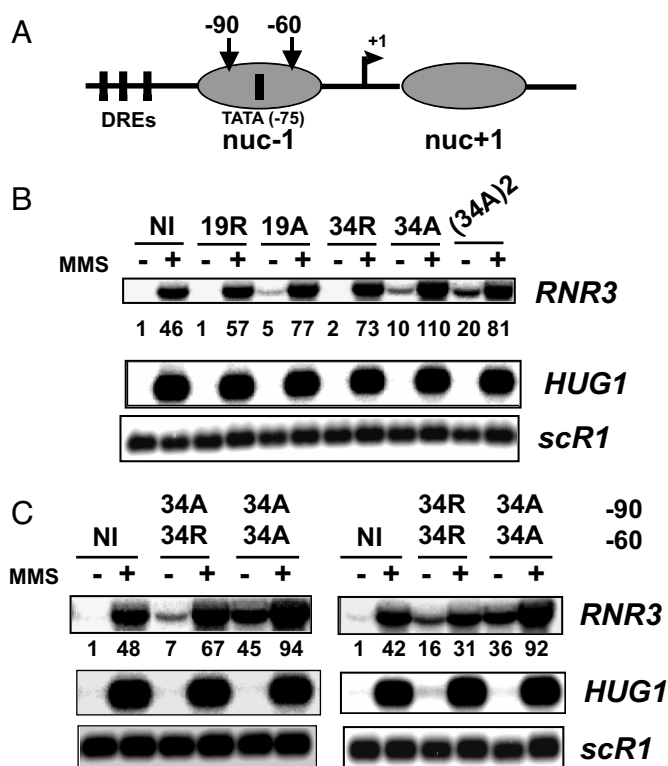 A
-90 -60
+1
DREs
TATA (-75)
nuc-1
nuc+1
B
NI 19R 19A 34R 34A (34A)2
MMS - + - + - + - + - + - +
RNR3
1 46 1 57 5 77 2 73 10 110 20 81
HUG1
scR1
C
34A 34A 34R 34A -90
NI 34R 34A NI 34R 34A -60
MMS - + - + - + - + - + - +
RNR3
1 48 7 67 45 94 1 42 16 31 36 92
HUG1
scR1